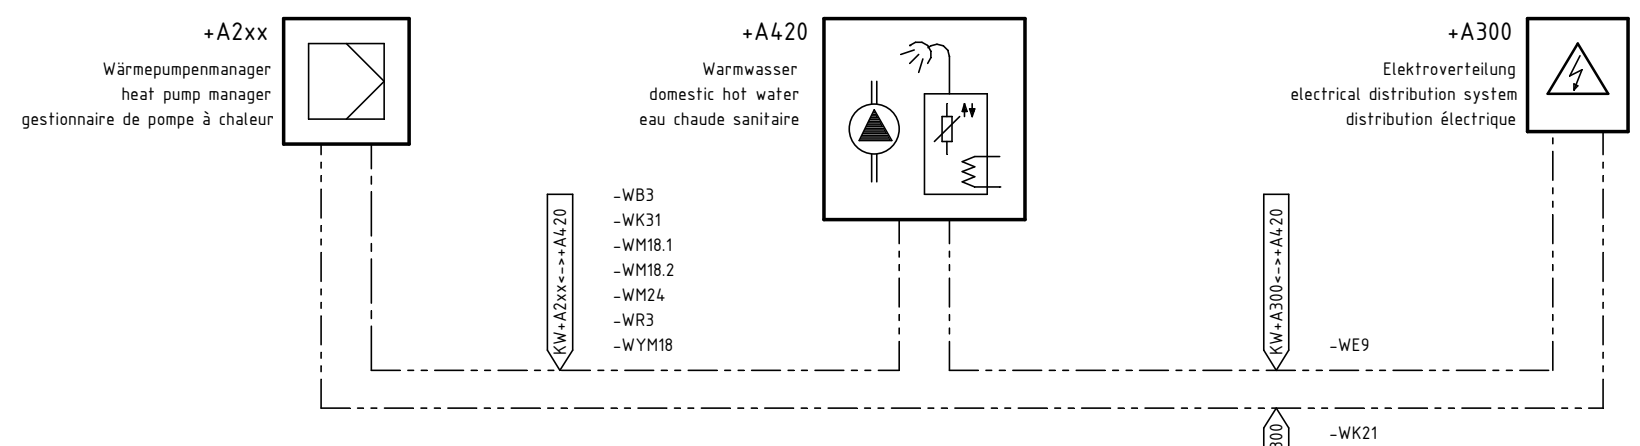 +A2xx
Wärmepumpenmanager
heat pump manager
gestionnaire de pompe à chaleur
+A420
Warmwasser
domestic hot water
eau chaude sanitaire
+A300
Elektroverteilung
electrical distribution system
distribution électrique
KW+A2xx<->+A420
-WB3
-WK31
-WM18.1
-WM18.2
-WM24
-WR3
-WYM18
KW+A300<->+A420
-WE9
300
-WK21